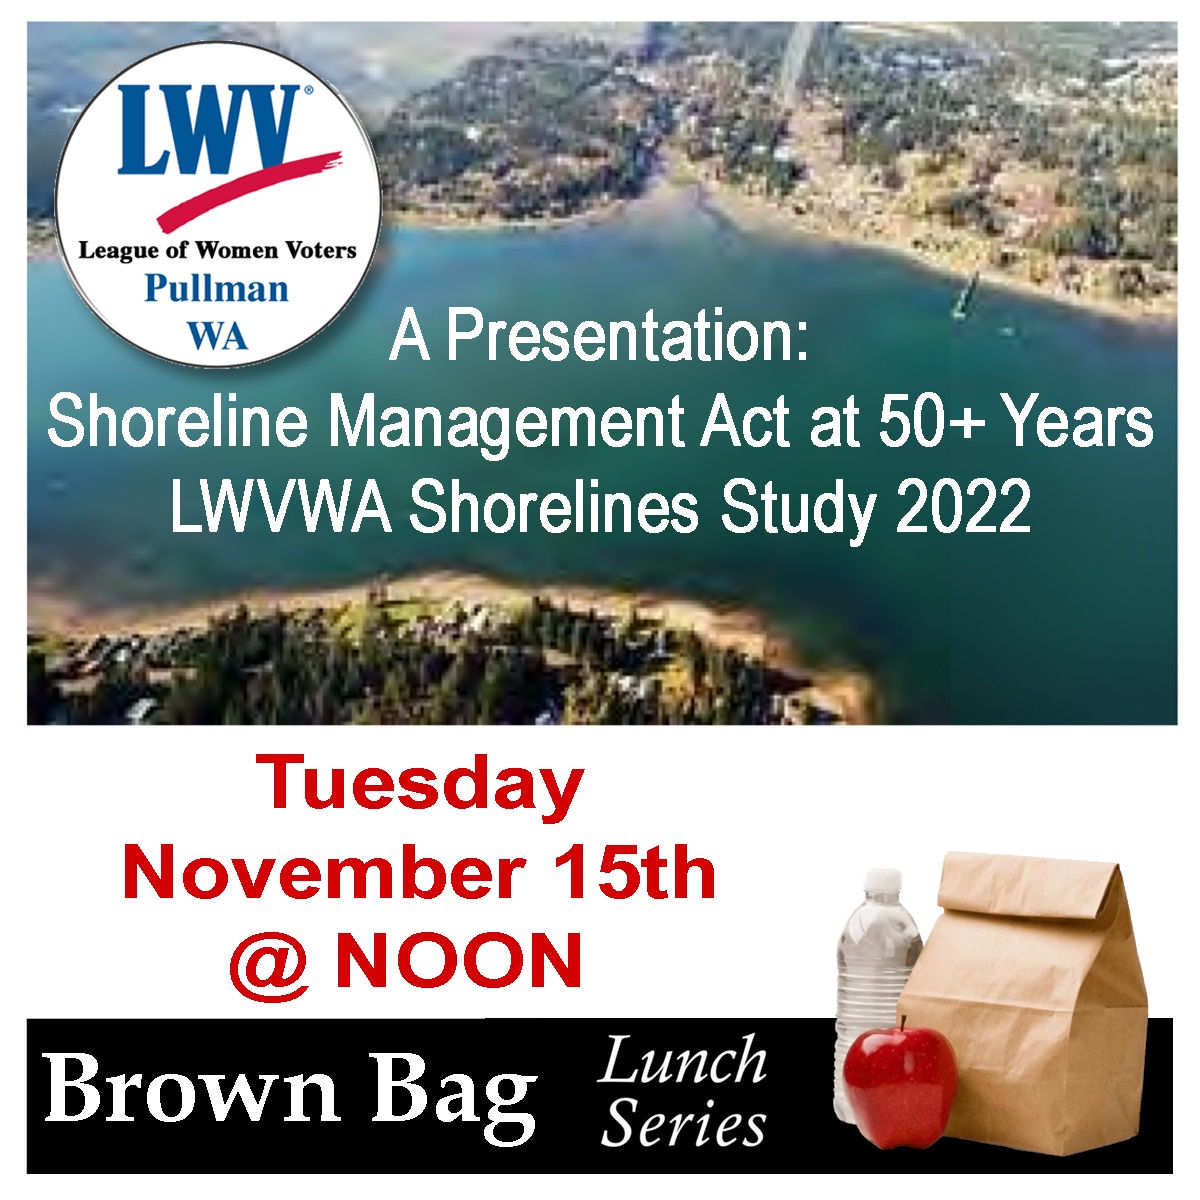 LWV®
League of Women Voters
Pullman
WA
A Presentation:
Shoreline Management Act at 50+ Years
LWVWA Shorelines Study 2022
Tuesday
November 15th
@ NOON
Brown Bag
Lunch
Series